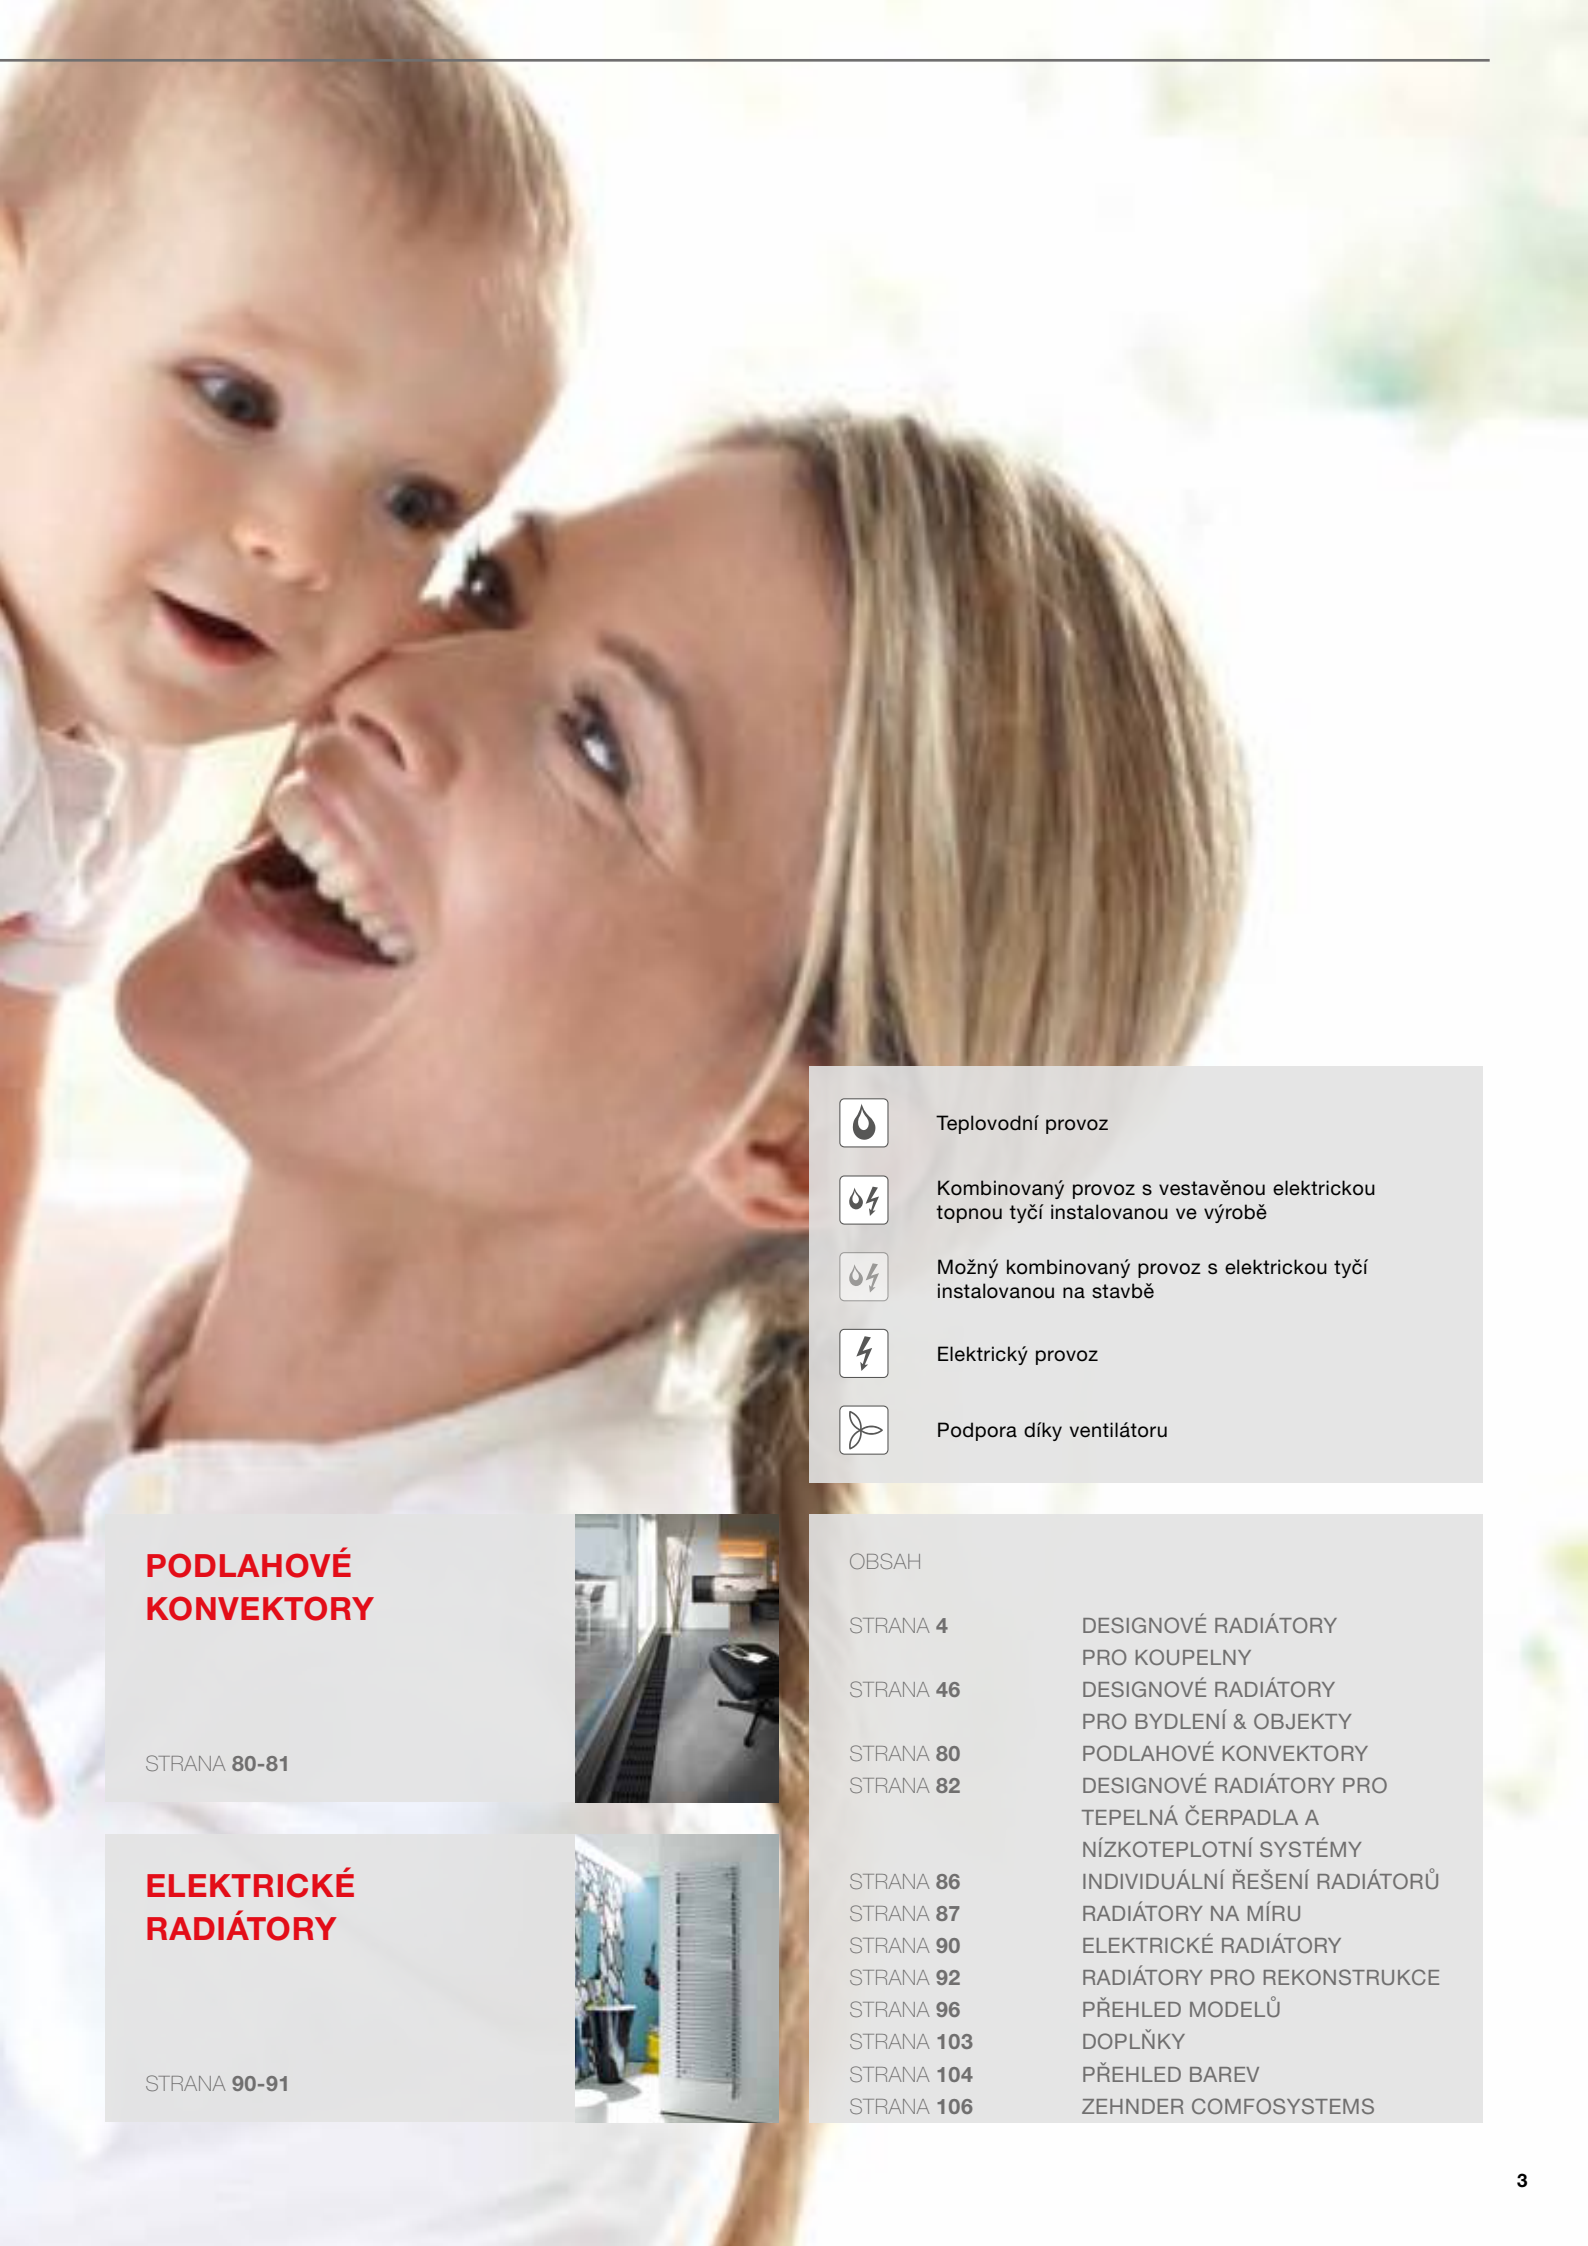 Teplovodní provoz
Kombinovaný provoz s vestavěnou elektrickou
topnou tyčí instalovanou ve výrobě
Možný kombinovaný provoz s elektrickou tyčí
instalovanou na stavbě
Elektrický provoz
Podpora díky ventilátoru
PODLAHOVÉ
KONVEKTORY
STRANA 80-81
ELEKTRICKÉ
RADIÁTORY
STRANA 90-91
OBSAH
STRANA 4 DESIGNOVÉ RADIÁTORY
PRO KOUPELNY
STRANA 46 DESIGNOVÉ RADIÁTORY
PRO BYDLENÍ & OBJEKTY
STRANA 80 PODLAHOVÉ KONVEKTORY
STRANA 82 DESIGNOVÉ RADIÁTORY PRO
TEPELNÁ ČERPADLA A
NÍZKOTEPLOTNÍ SYSTÉMY
STRANA 86 INDIVIDUÁLNÍ ŘEŠENÍ RADIÁTORŮ
STRANA 87 RADIÁTORY NA MÍRU
STRANA 90 ELEKTRICKÉ RADIÁTORY
STRANA 92 RADIÁTORY PRO REKONSTRUKCE
STRANA 96 PŘEHLED MODELŮ
STRANA 103 DOPLŇKY
STRANA 104 PŘEHLED BAREV
STRANA 106 ZEHNDER COMFOSYSTEMS
3